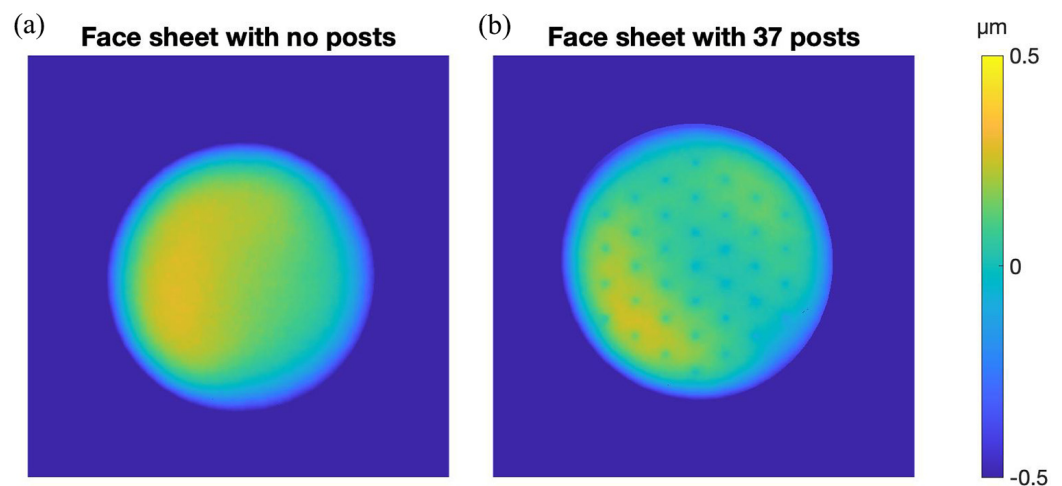 (a)
Face sheet with no posts
(b)
Face sheet with 37 posts
μm
0.5
0
-0.5